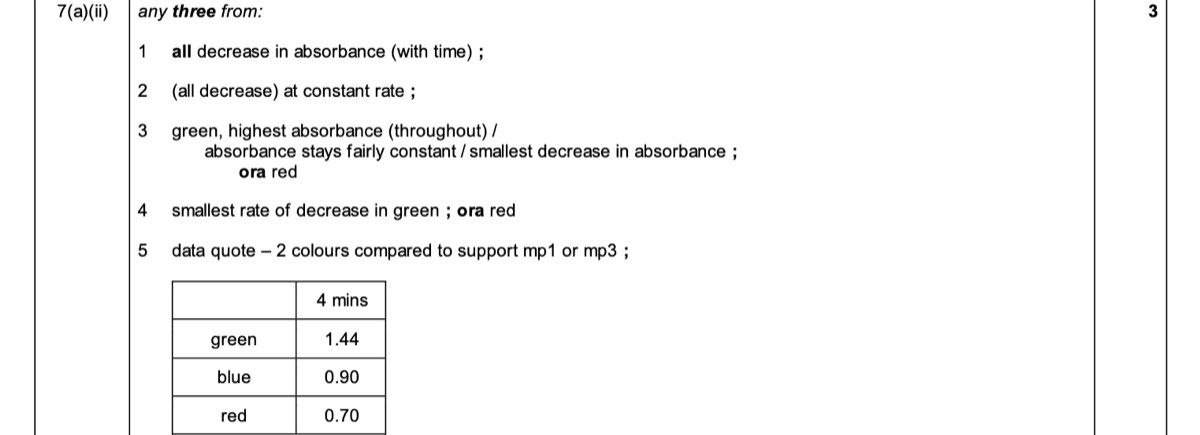 7(a)(ii) any three from: 3
1 all decrease in absorbance (with time) ;
2 (all decrease) at constant rate ;
3 green, highest absorbance (throughout) /
absorbance stays fairly constant / smallest decrease in absorbance ;
ora red
4 smallest rate of decrease in green ; ora red
5 data quote – 2 colours compared to support mp1 or mp3 ;
4 mins
green 1.44
blue 0.90
red 0.70